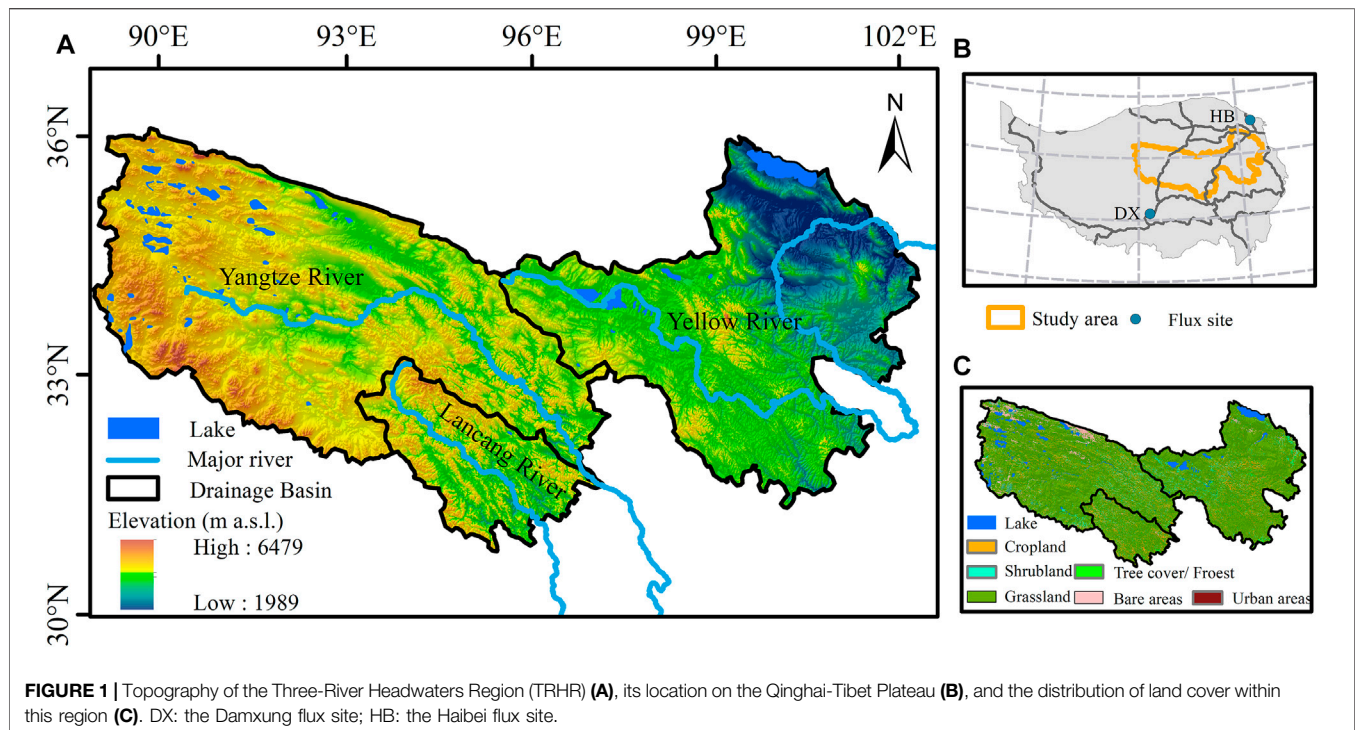 A
90°E 93°E 96°E 99°E 102°E
36°N
33°N
30°N
N
Yangtze River
Yellow River
Lancang River
Lake
Major river
Drainage Basin
Elevation (m a.s.l.)
High : 6479
Low : 1989
B
HB
DX
Study area
Flux site
C
Lake
Cropland
Shrubland
Tree cover/ Froest
Grassland
Bare areas
Urban areas
FIGURE 1 | Topography of the Three-River Headwaters Region (TRHR) (A), its location on the Qinghai-Tibet Plateau (B), and the distribution of land cover within
this region (C). DX: the Damxung flux site; HB: the Haibei flux site.